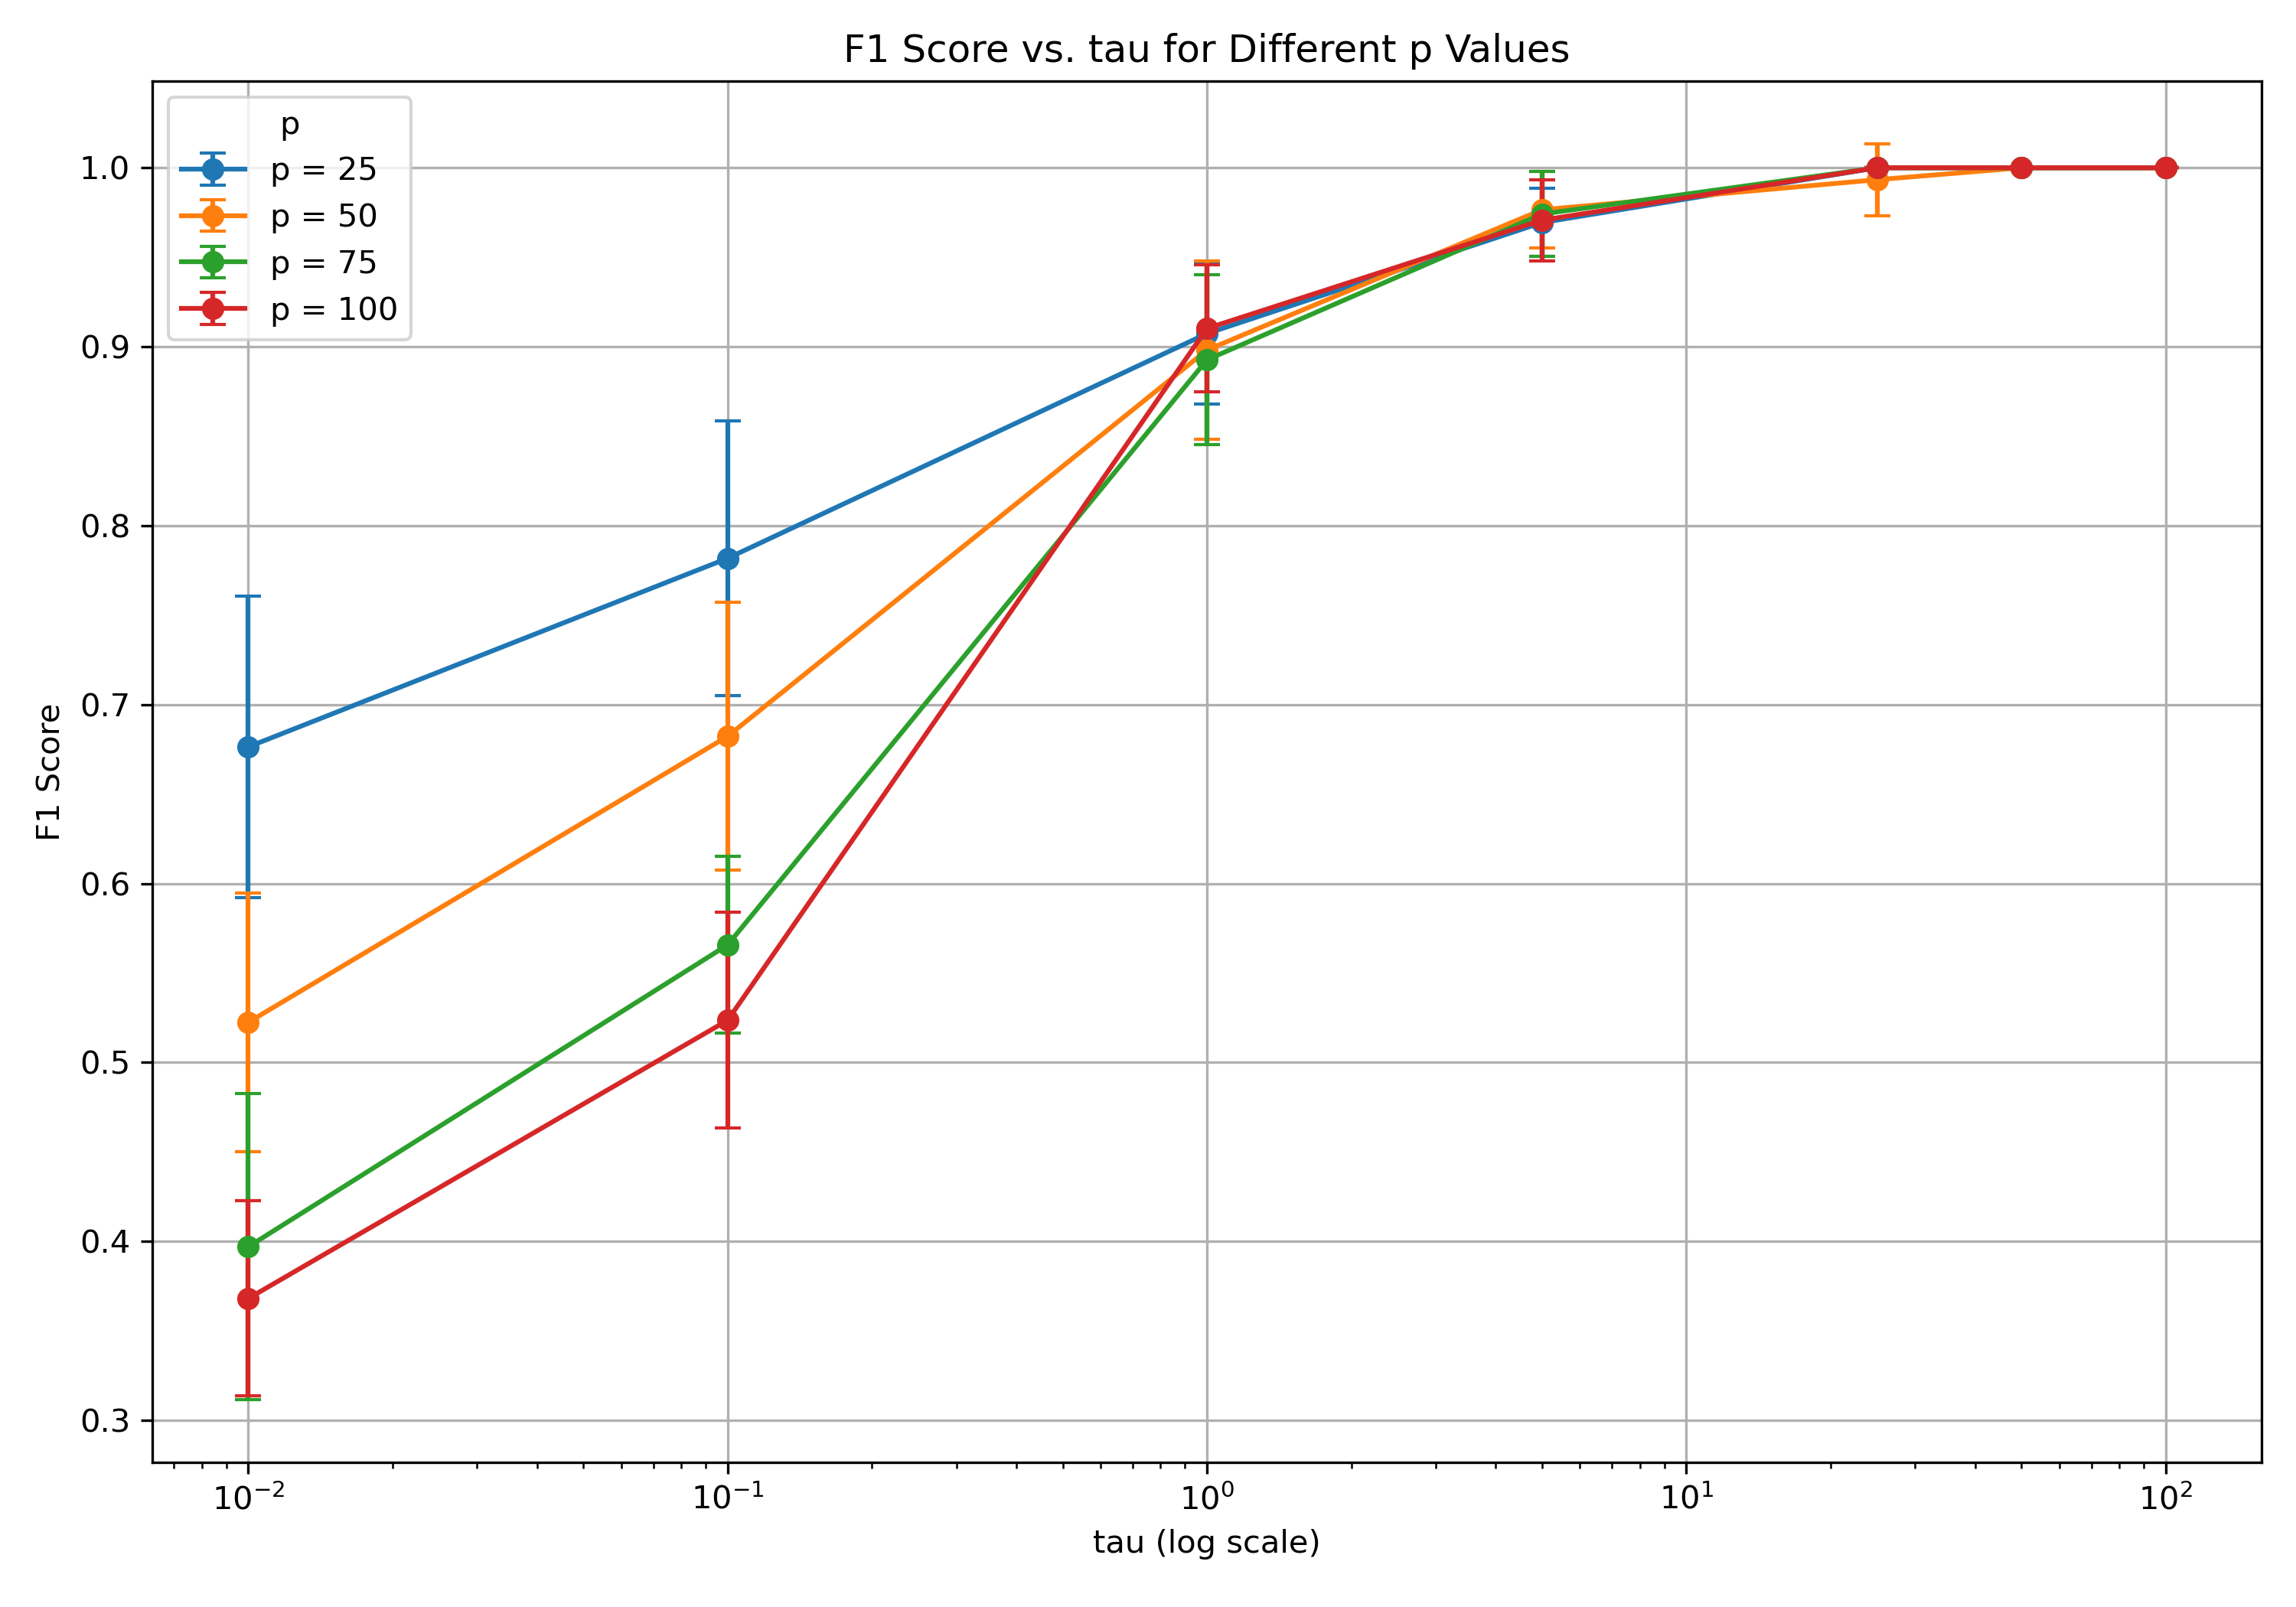 F1 Score vs. tau for Different p Values
p
p = 25
p = 50
p = 75
p = 100
1.0
0.9
0.8
0.7
0.6
0.5
0.4
0.3
F1 Score
10⁻² 10⁻¹ 10⁰ 10¹ 10²
tau (log scale)